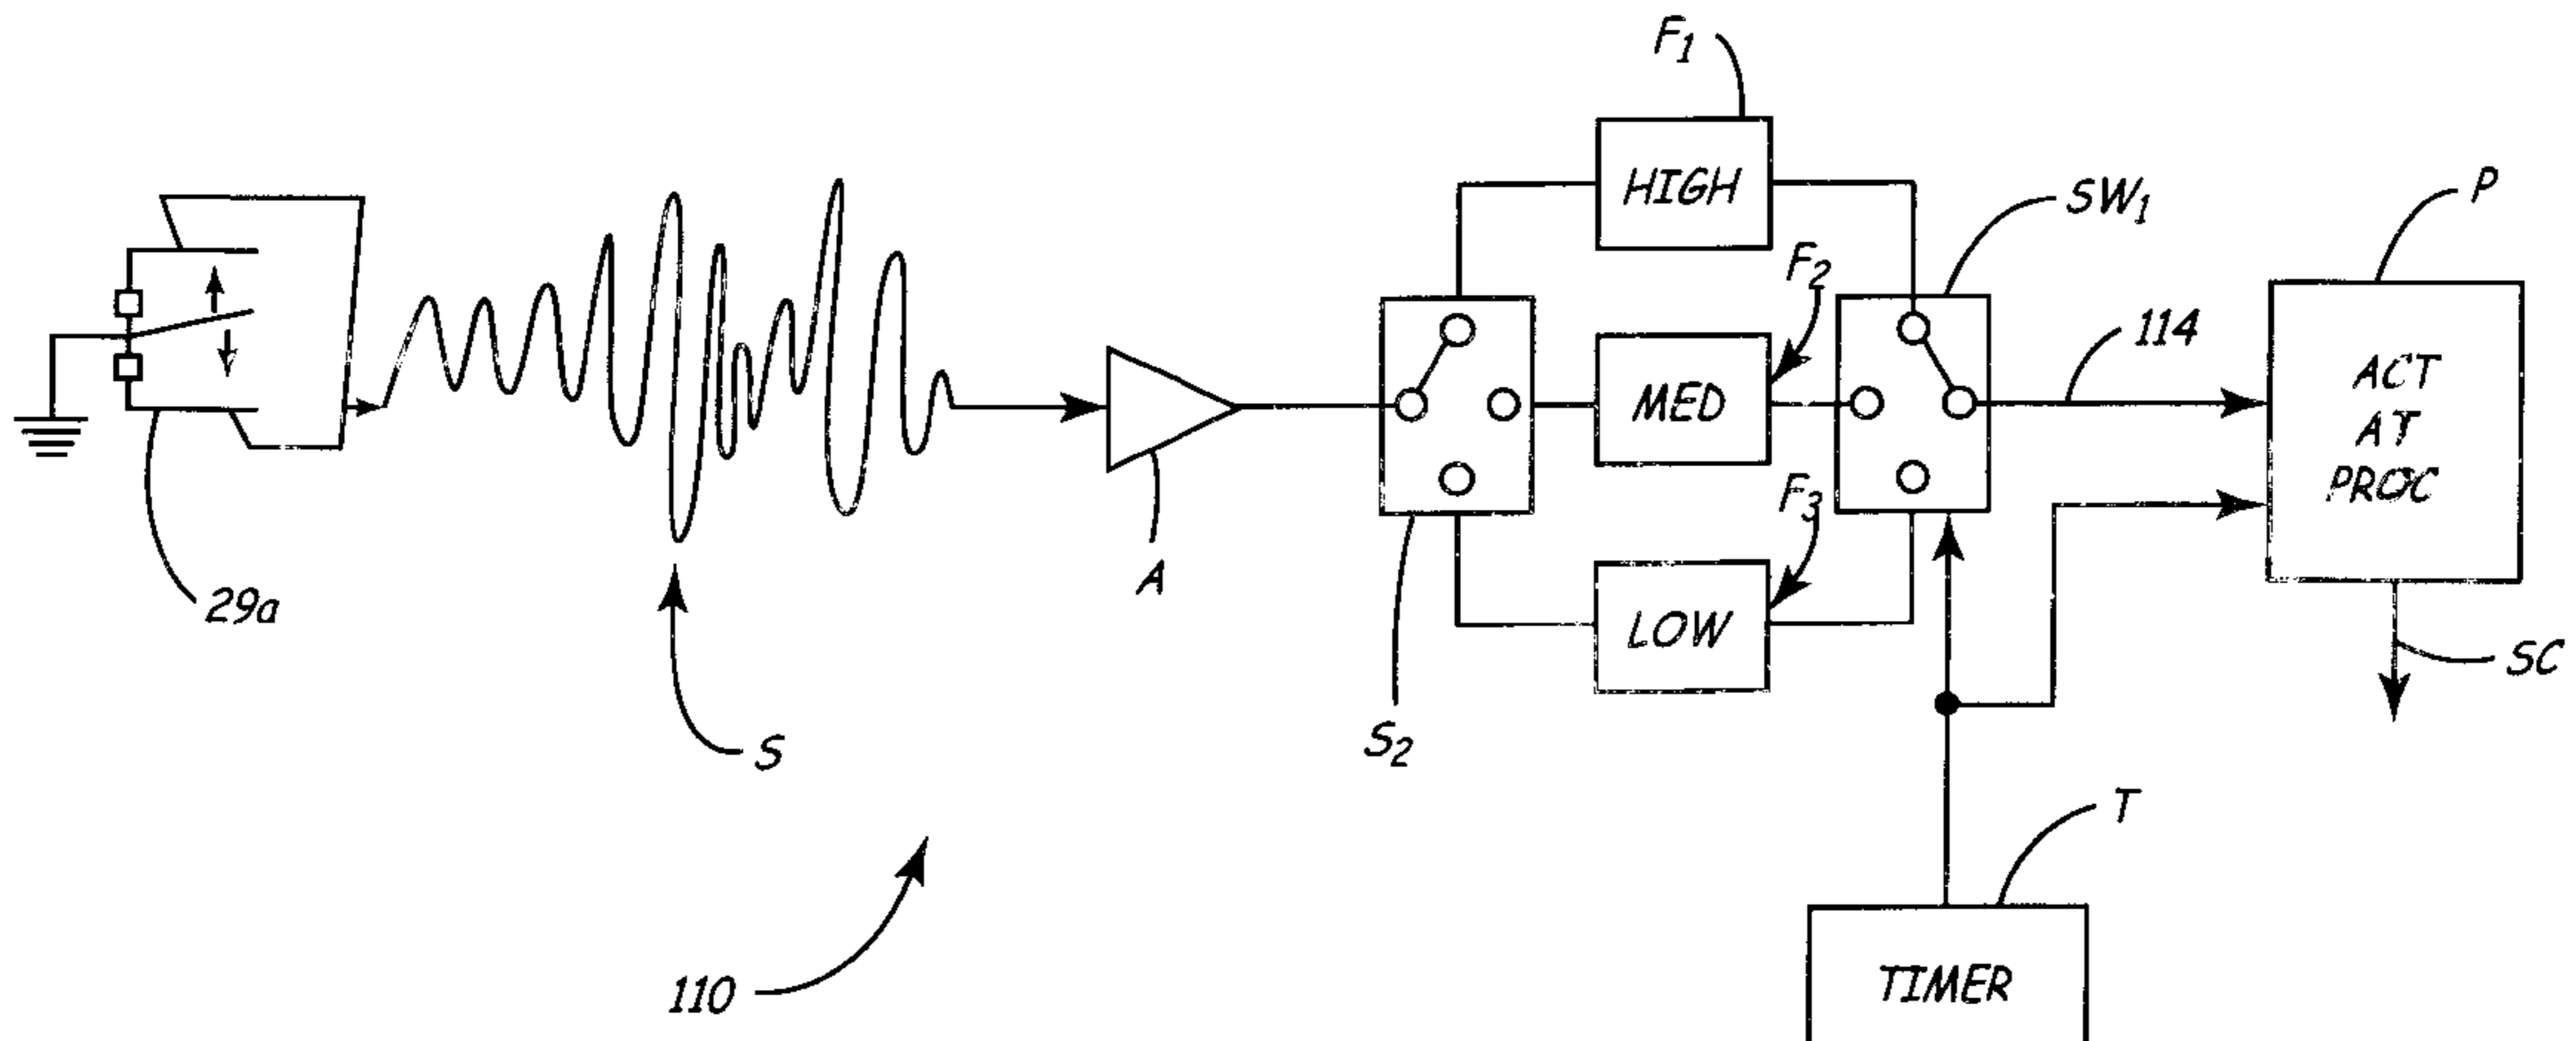 F1
HIGH
SW1
P
F2
114
MED
ACT
AT
PROC
F3
A
29a
LOW
SC
S2
S
T
110
TIMER